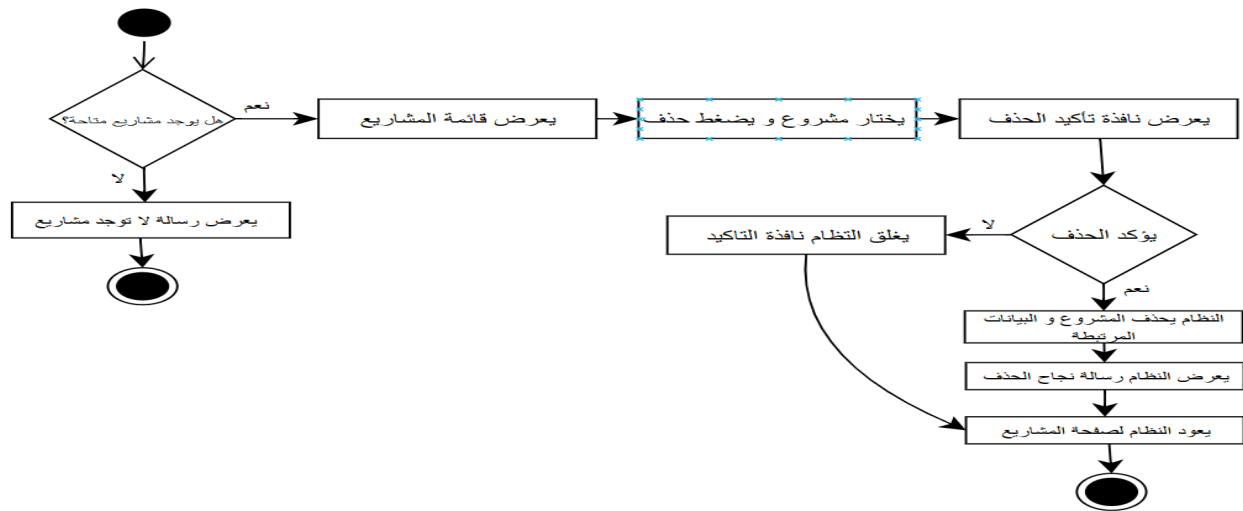 هل يوجد مشاريع متاحة؟
نعم
يعرض قائمة المشاريع
يختار مشروع و يضغط حذف
يعرض نافذة تأكيد الحذف
لا
يعرض رسالة لا توجد مشاريع
يؤكد الحذف
لا
يغلق النظام نافذة التاكيد
نعم
النظام يحذف المشروع و البيانات
المرتبطة
يعرض النظام رسالة نجاح الحذف
يعود النظام لصفحة المشاريع